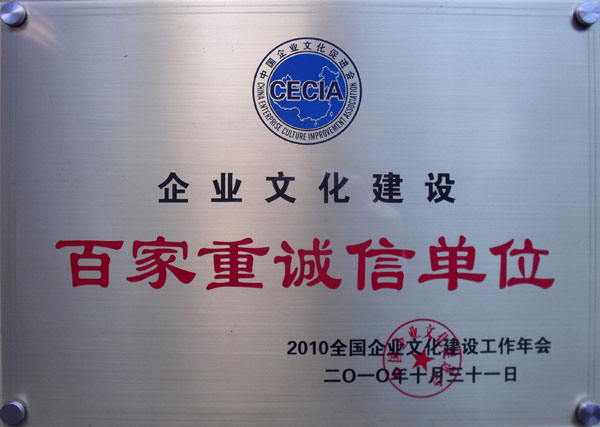 中国企业文化促进会
CECIA
CHINA ENTERPRISE CULTURE IMPROVEMENT ASSOCIATION
企业文化建设
百家重诚信单位
2010全国企业文化建设工作年会
二〇一〇年十月三十一日